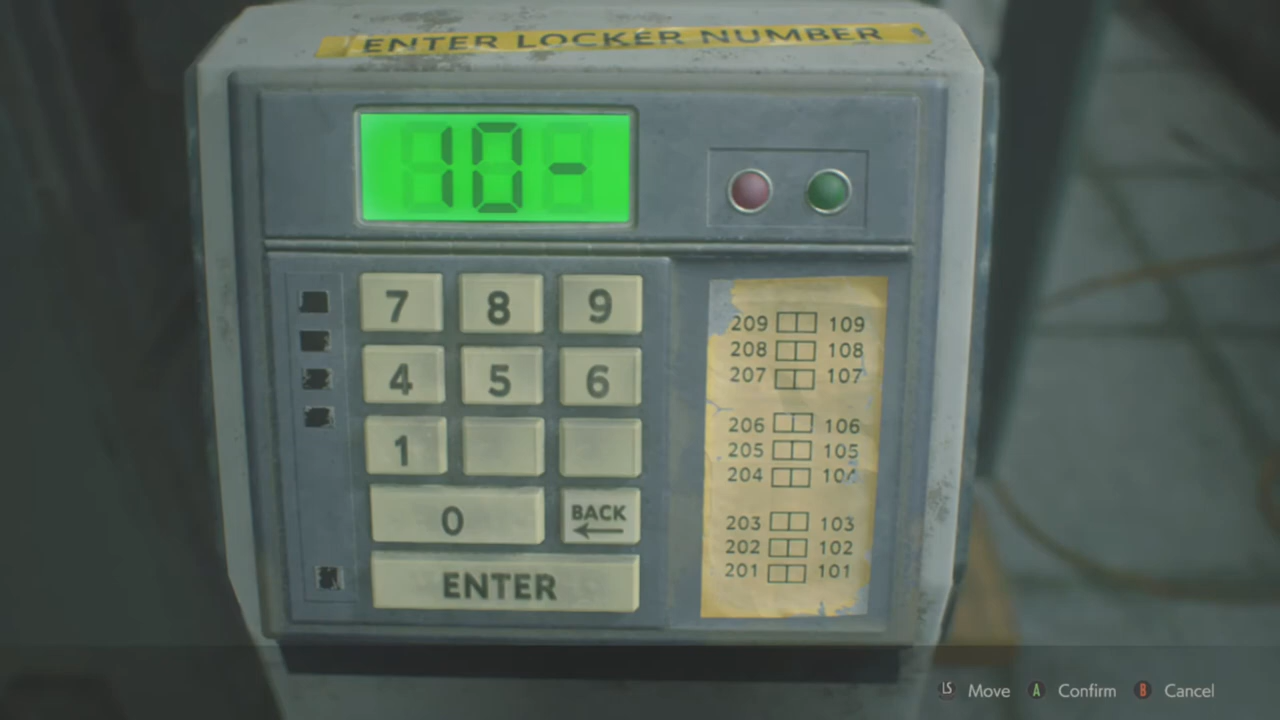 ENTER LOCKER NUMBER
10-
7 8 9
4 5 6
1
0 BACK
ENTER
209 109
208 108
207 107
206 106
205 105
204 104
203 103
202 102
201 101
LS Move A Confirm B Cancel